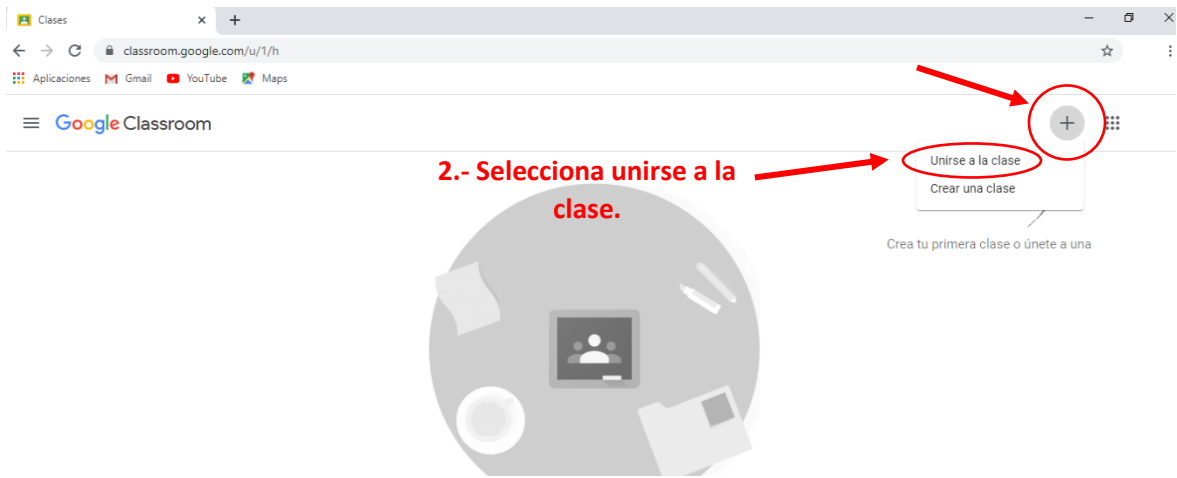 Clases
classroom.google.com/u/1/h
Aplicaciones Gmail YouTube Maps
Google Classroom
2.- Selecciona unirse a la
clase.
Unirse a la clase
Crear una clase
Crea tu primera clase o únete a una